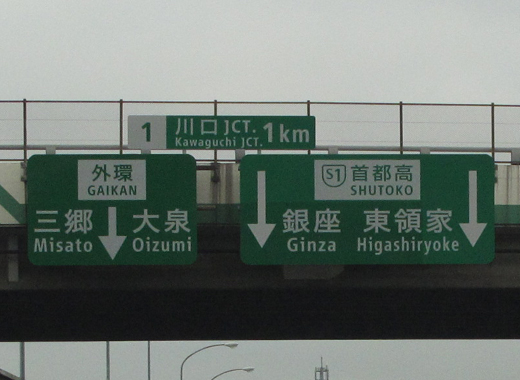 1 川口JCT. 1km
Kawaguchi JCT.
外環
GAIKAN
三郷 大泉
Misato Oizumi
S1 首都高
SHUTOKO
銀座 東領家
Ginza Higashiryoke